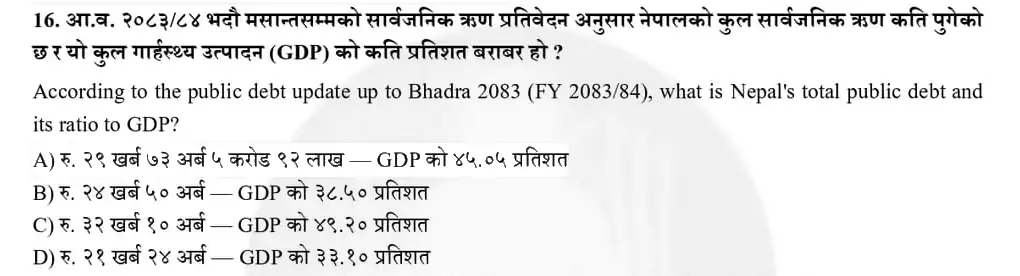 16. आ.व. २०८३/८४ भदौ मसान्तसम्मको सार्वजनिक ऋण प्रतिवेदन अनुसार नेपालको कुल सार्वजनिक ऋण कति पुगेको
छ र यो कुल गार्हस्थ्य उत्पादन (GDP) को कति प्रतिशत बराबर हो ?
According to the public debt update up to Bhadra 2083 (FY 2083/84), what is Nepal's total public debt and
its ratio to GDP?
A) रु. २९ खर्ब ७३ अर्ब ५ करोड ९२ लाख — GDP को ४५.०५ प्रतिशत
B) रु. २४ खर्ब ५० अर्ब — GDP को ३८.५० प्रतिशत
C) रु. ३२ खर्ब १० अर्ब — GDP को ४९.२० प्रतिशत
D) रु. २१ खर्ब २४ अर्ब — GDP को ३३.१० प्रतिशत